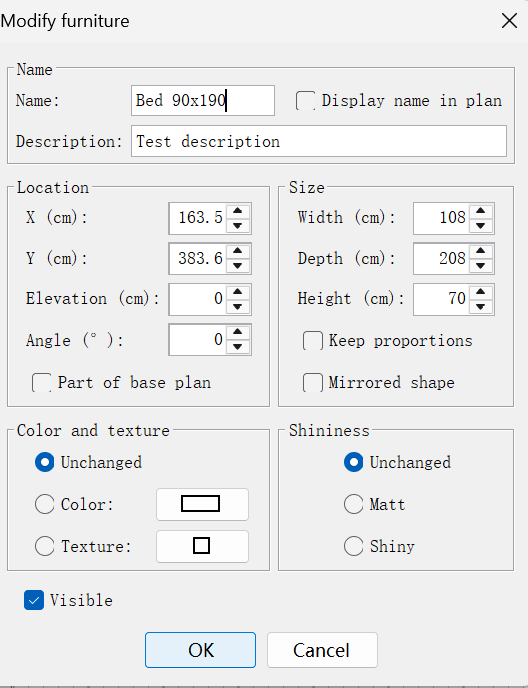 Modify furniture
Name
Name: Bed 90x190 Display name in plan
Description: Test description
Location
X (cm): 163.5
Y (cm): 383.6
Elevation (cm): 0
Angle (°): 0
Part of base plan
Size
Width (cm): 108
Depth (cm): 208
Height (cm): 70
Keep proportions
Mirrored shape
Color and texture
Unchanged
Color:
Texture:
Shininess
Unchanged
Matt
Shiny
Visible
OK Cancel